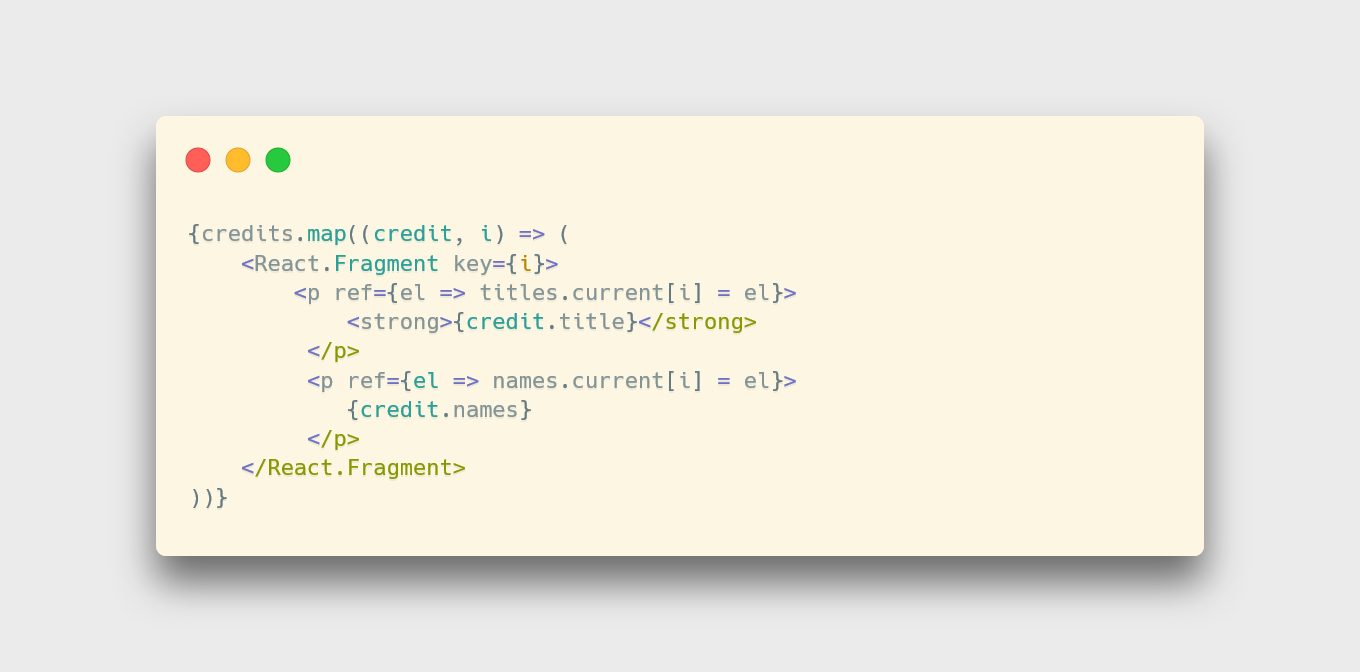 {credits.map((credit, i) => (
    <React.Fragment key={i}>
        <p ref={el => titles.current[i] = el}>
            <strong>{credit.title}</strong>
         </p>
         <p ref={el => names.current[i] = el}>
            {credit.names}
         </p>
    </React.Fragment>
))}